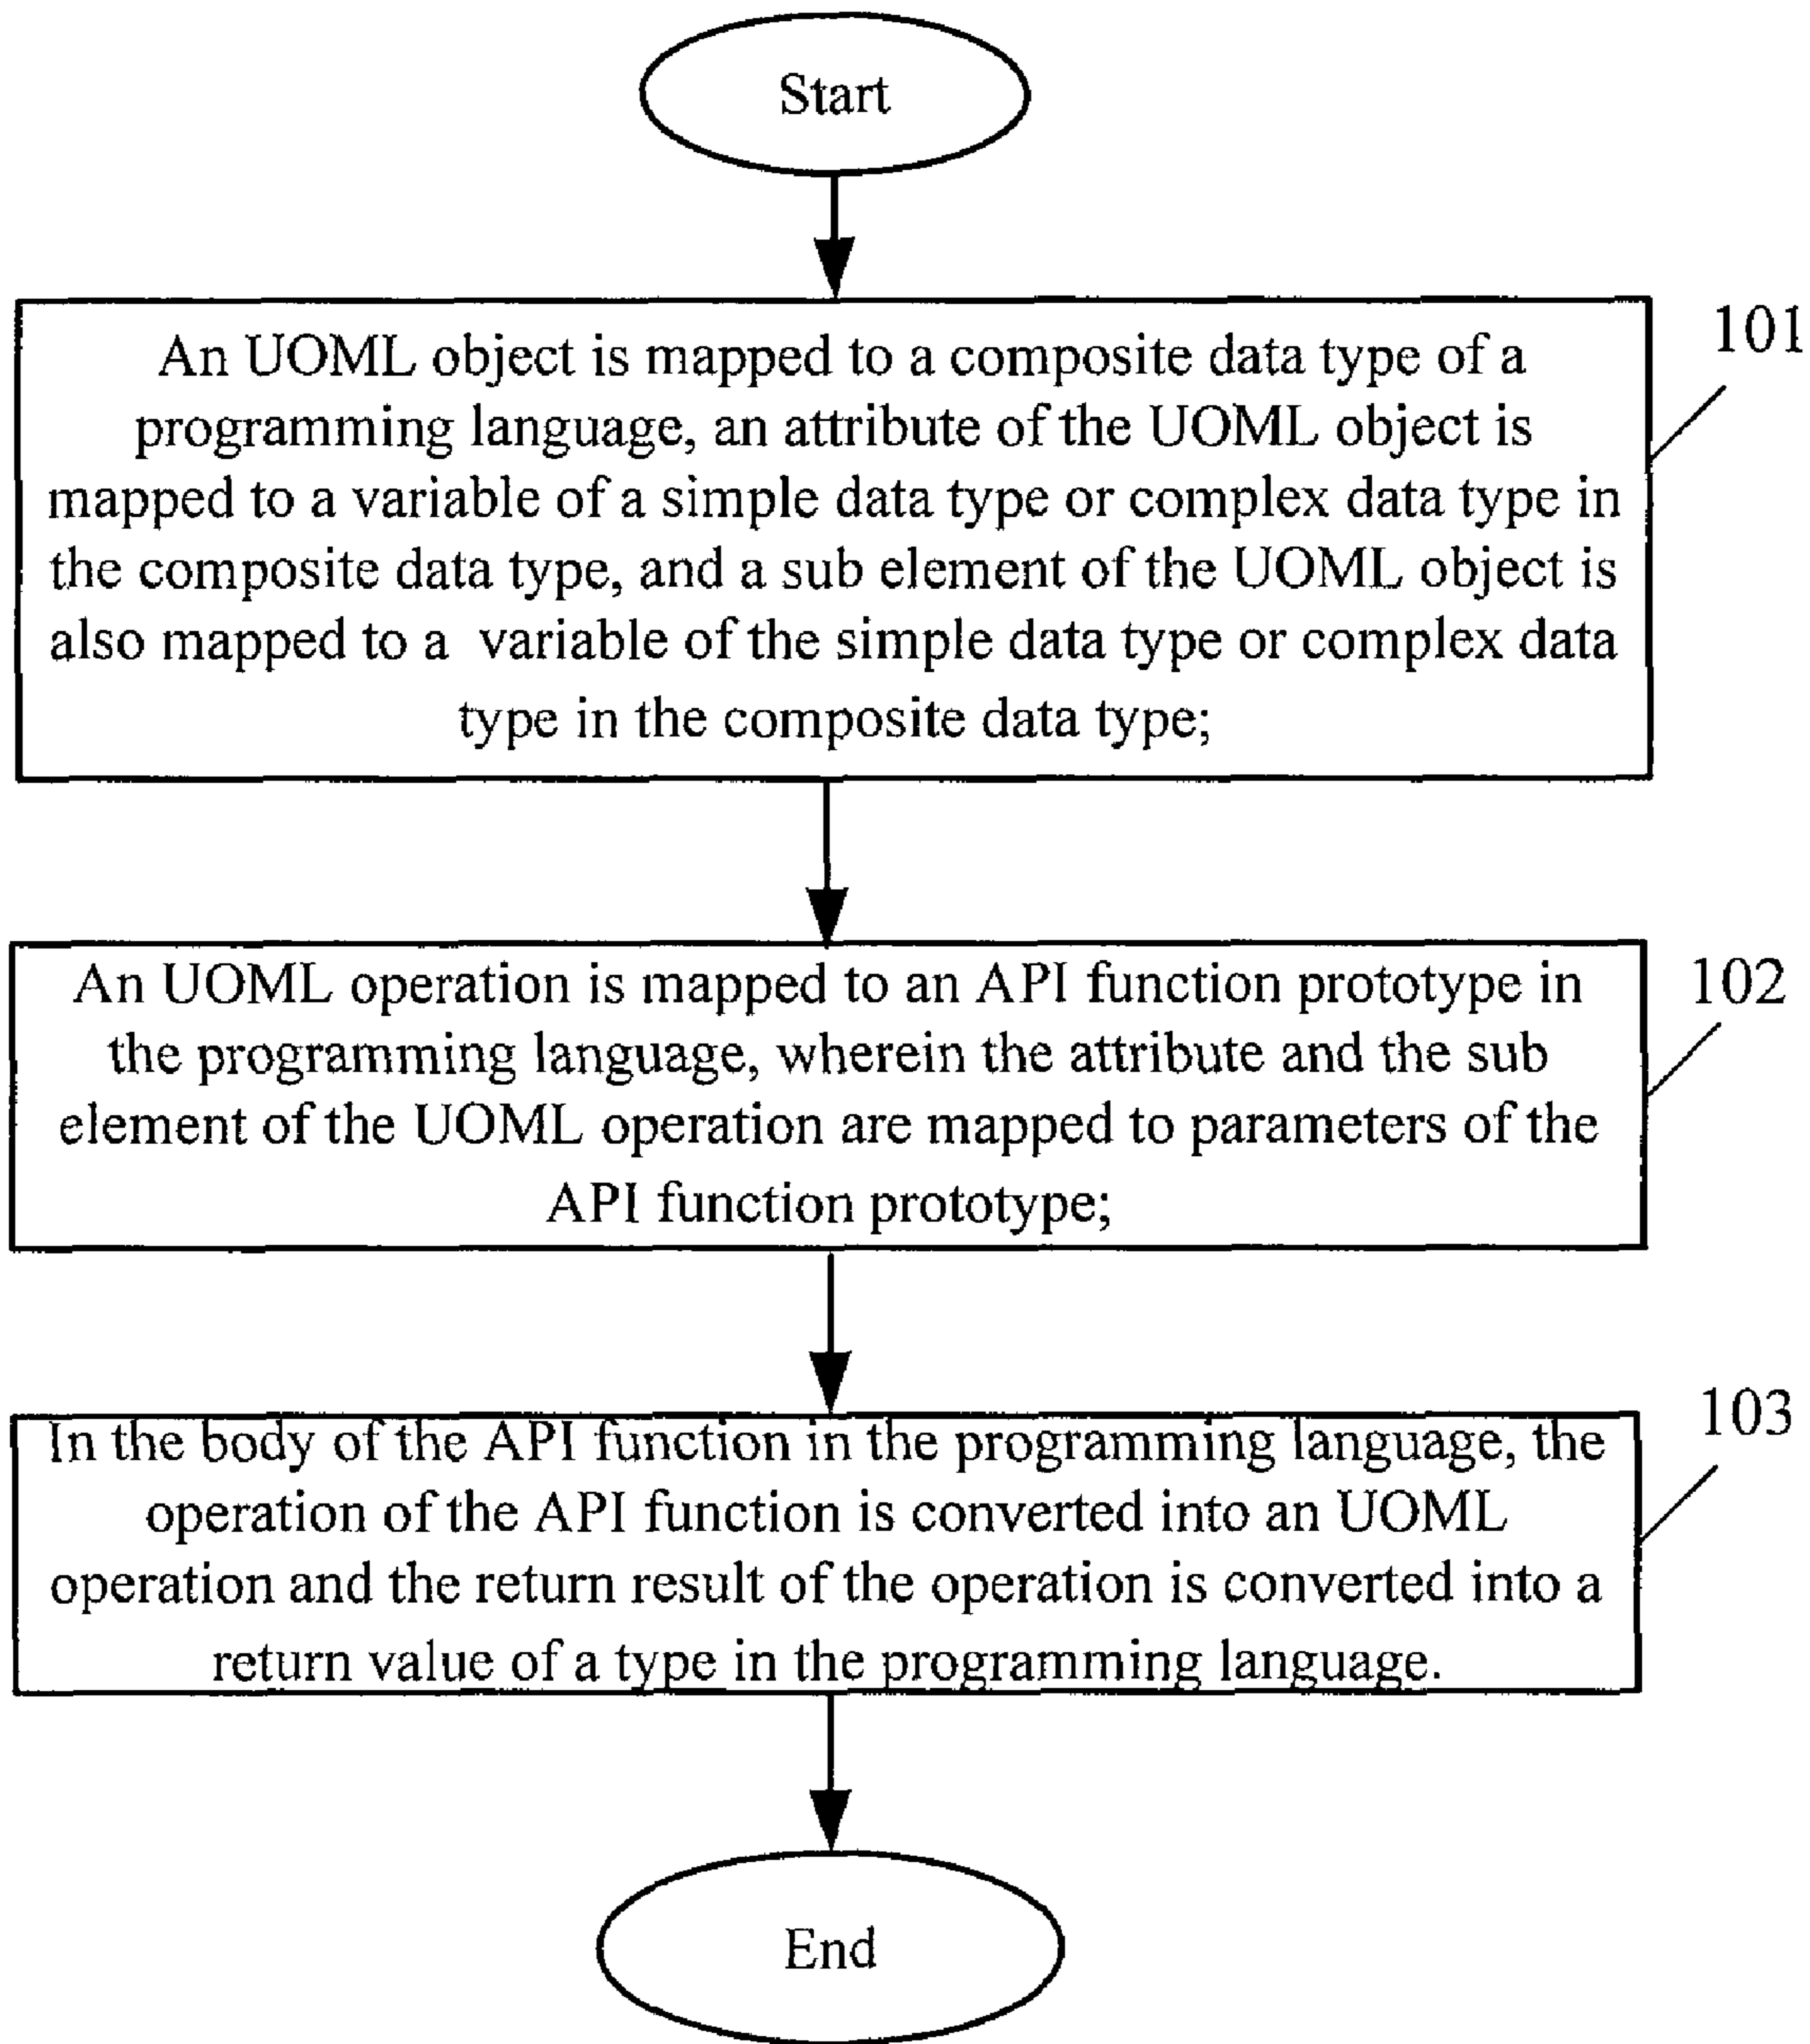 Start
An UOML object is mapped to a composite data type of a
programming language, an attribute of the UOML object is
mapped to a variable of a simple data type or complex data type in
the composite data type, and a sub element of the UOML object is
also mapped to a variable of the simple data type or complex data
type in the composite data type;
101
An UOML operation is mapped to an API function prototype in
the programming language, wherein the attribute and the sub
element of the UOML operation are mapped to parameters of the
API function prototype;
102
In the body of the API function in the programming language, the
operation of the API function is converted into an UOML
operation and the return result of the operation is converted into a
return value of a type in the programming language.
103
End